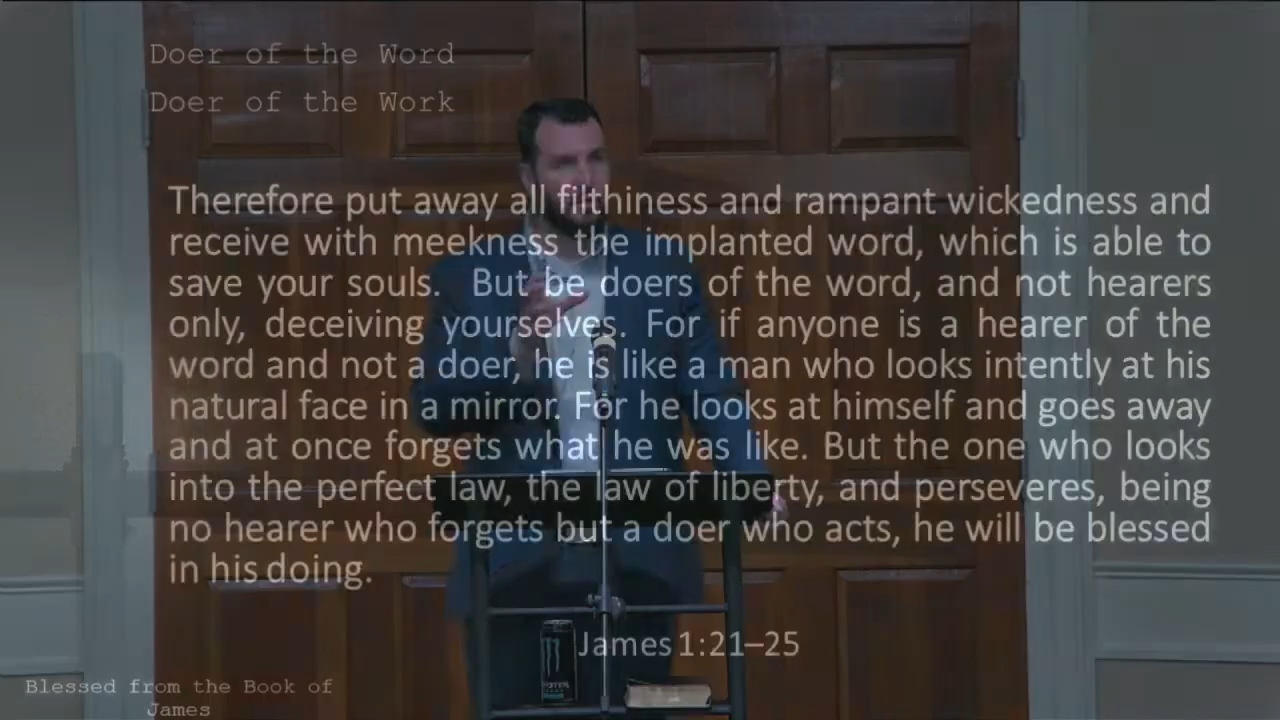 Doer of the Word
Doer of the Work
Therefore put away all filthiness and rampant wickedness and
receive with meekness the implanted word, which is able to
save your souls. But be doers of the word, and not hearers
only, deceiving yourselves. For if anyone is a hearer of the
word and not a doer, he is like a man who looks intently at his
natural face in a mirror. For he looks at himself and goes away
and at once forgets what he was like. But the one who looks
into the perfect law, the law of liberty, and perseveres, being
no hearer who forgets but a doer who acts, he will be blessed
in his doing.
James 1:21–25
Blessed from the Book of
James